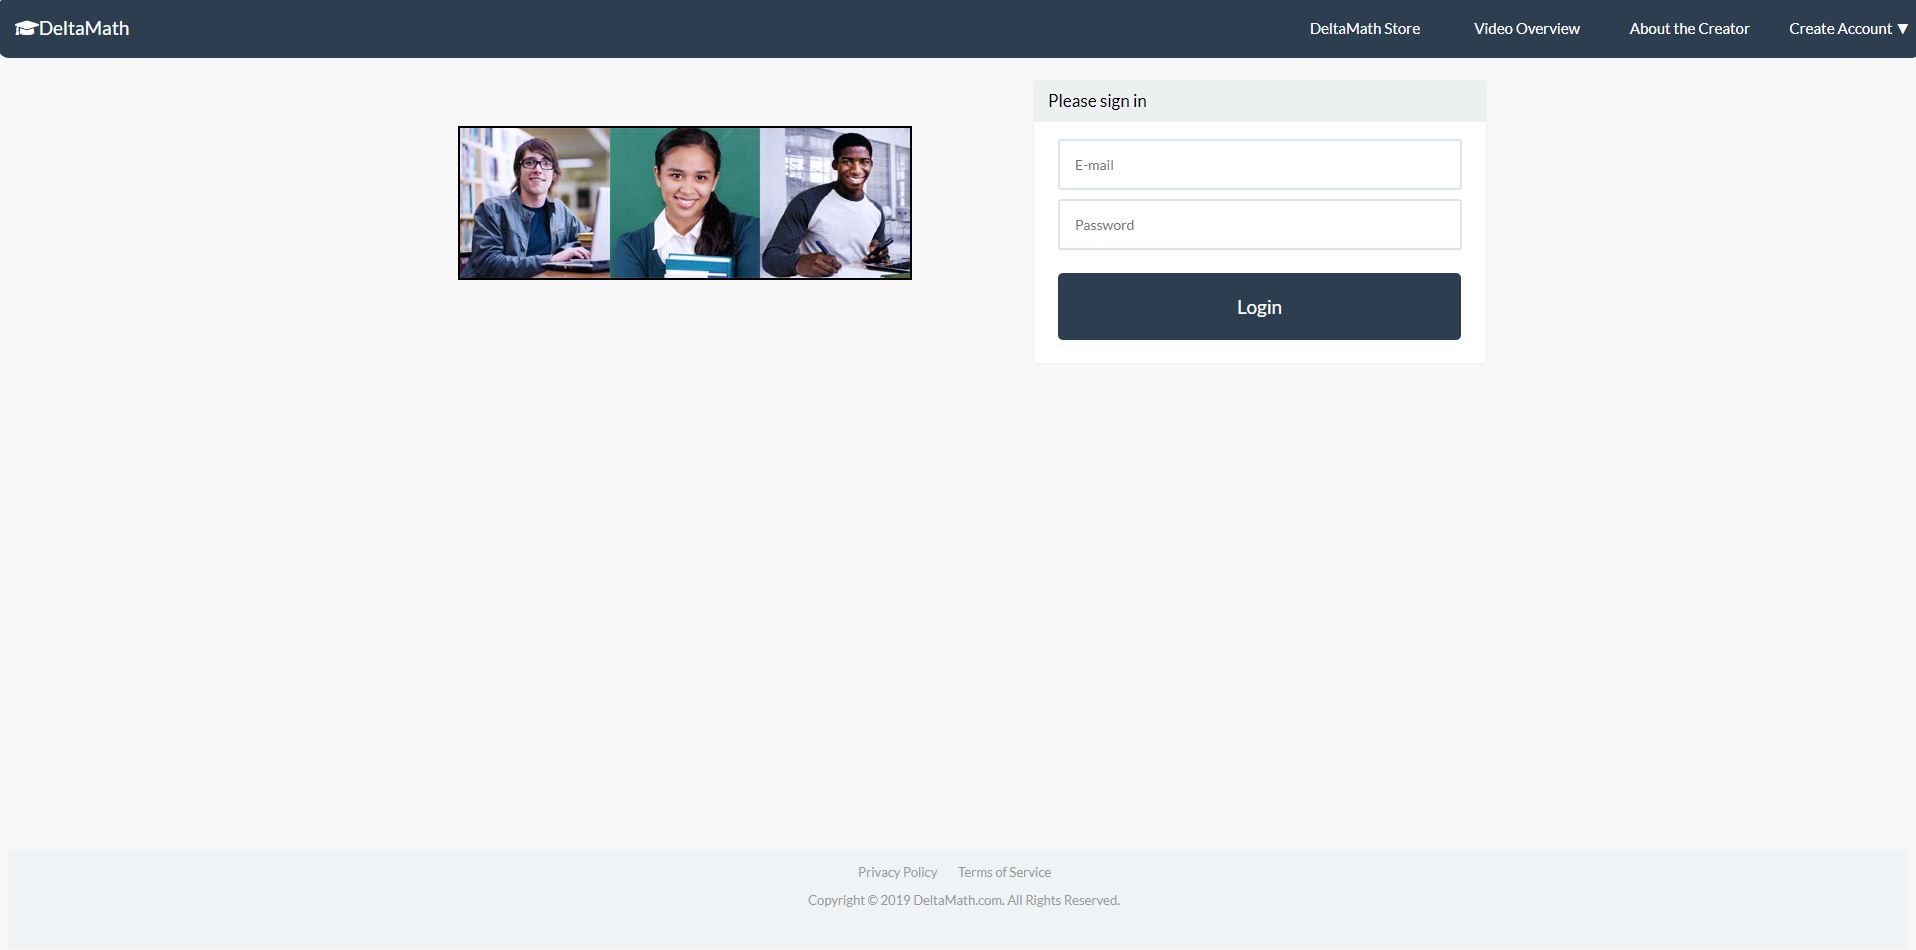 DeltaMath
DeltaMath Store Video Overview About the Creator Create Account ▼
Please sign in
E-mail
Password
Login
Privacy Policy Terms of Service
Copyright © 2019 DeltaMath.com. All Rights Reserved.